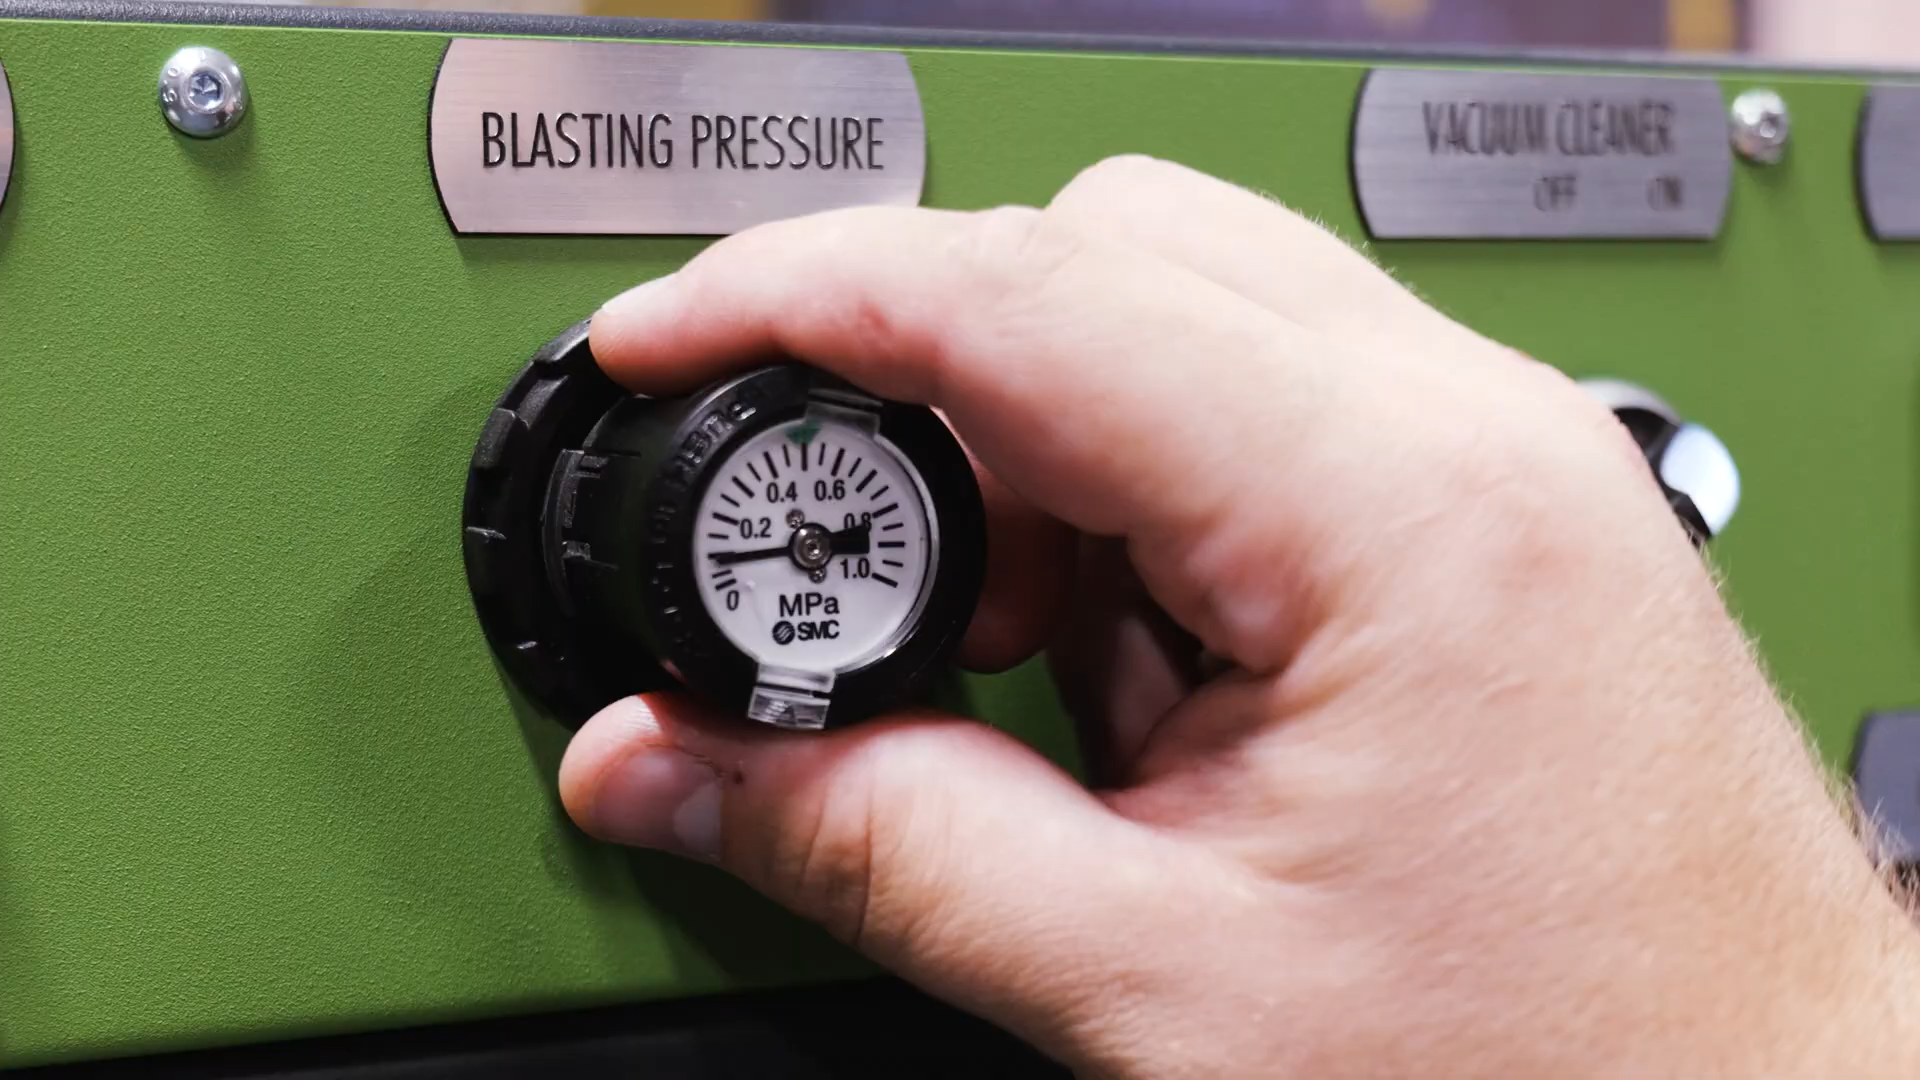 BLASTING PRESSURE
VACUUM CLEANER
OFF ON
0.4 0.6
0.2 0.8
1.0
0
MPa
SMC